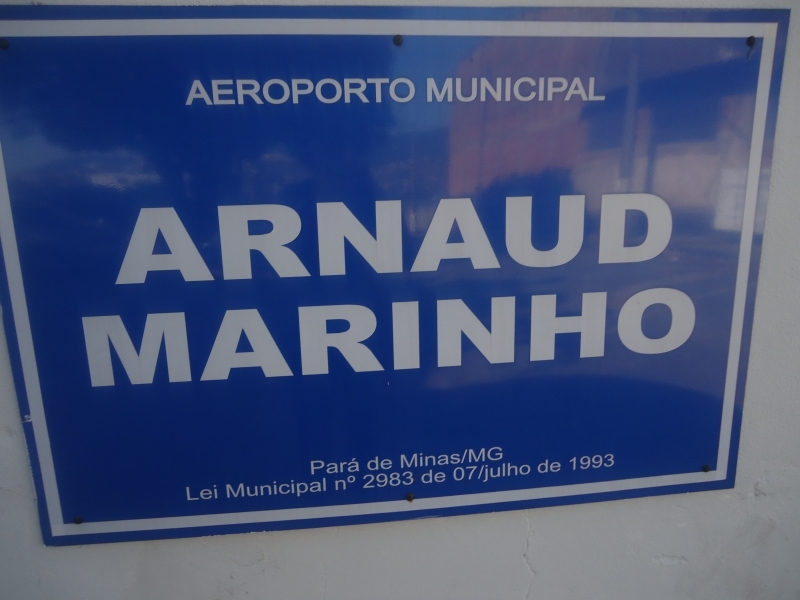 AEROPORTO MUNICIPAL
ARNAUD
MARINHO
Pará de Minas/MG
Lei Municipal nº 2983 de 07/julho de 1993